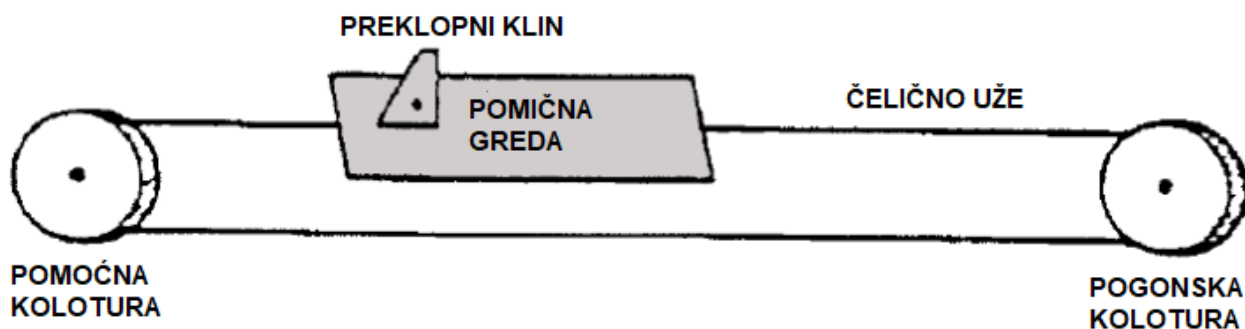 PREKLOPNI KLIN
POMIČNA
GREDA
ČELIČNO UŽE
POMOĆNA
KOLOTURA
POGONSKA
KOLOTURA